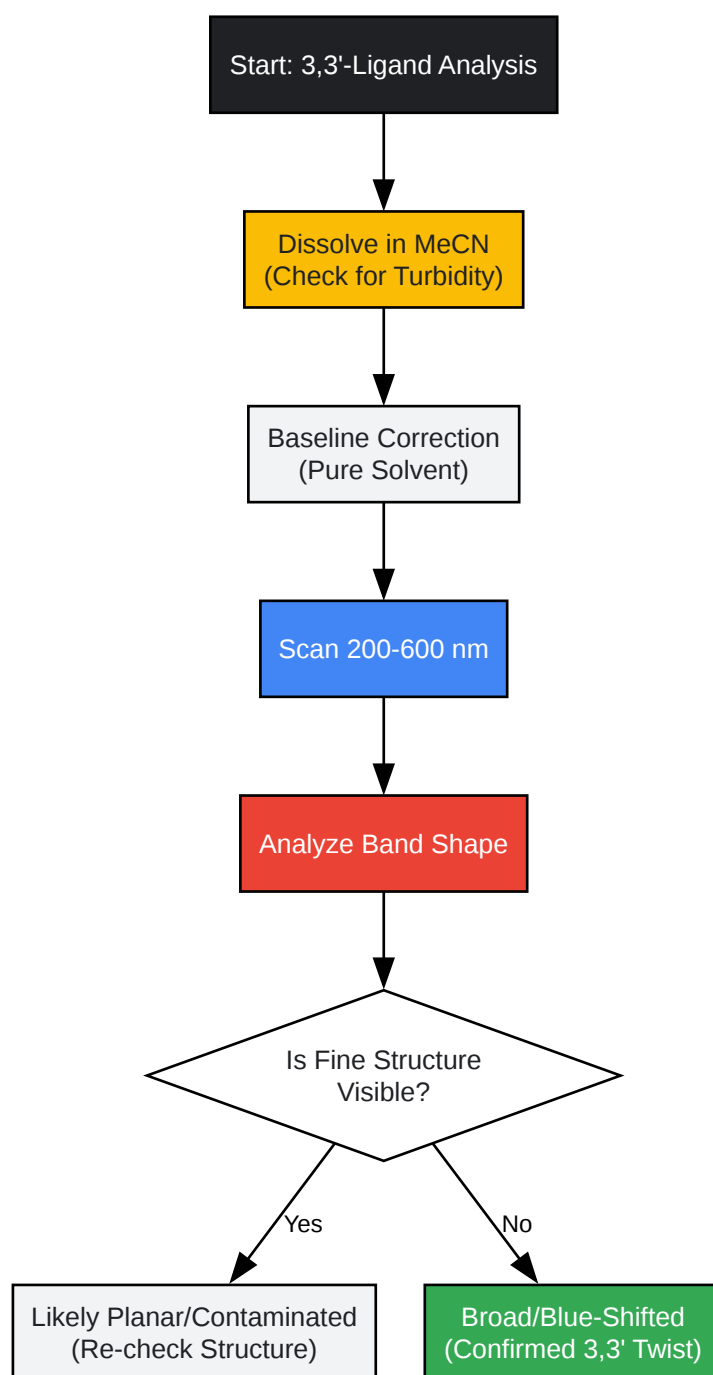 Start: 3,3'-Ligand Analysis
Dissolve in MeCN
(Check for Turbidity)
Baseline Correction
(Pure Solvent)
Scan 200-600 nm
Analyze Band Shape
Is Fine Structure
Visible?
Yes
No
Likely Planar/Contaminated
(Re-check Structure)
Broad/Blue-Shifted
(Confirmed 3,3' Twist)